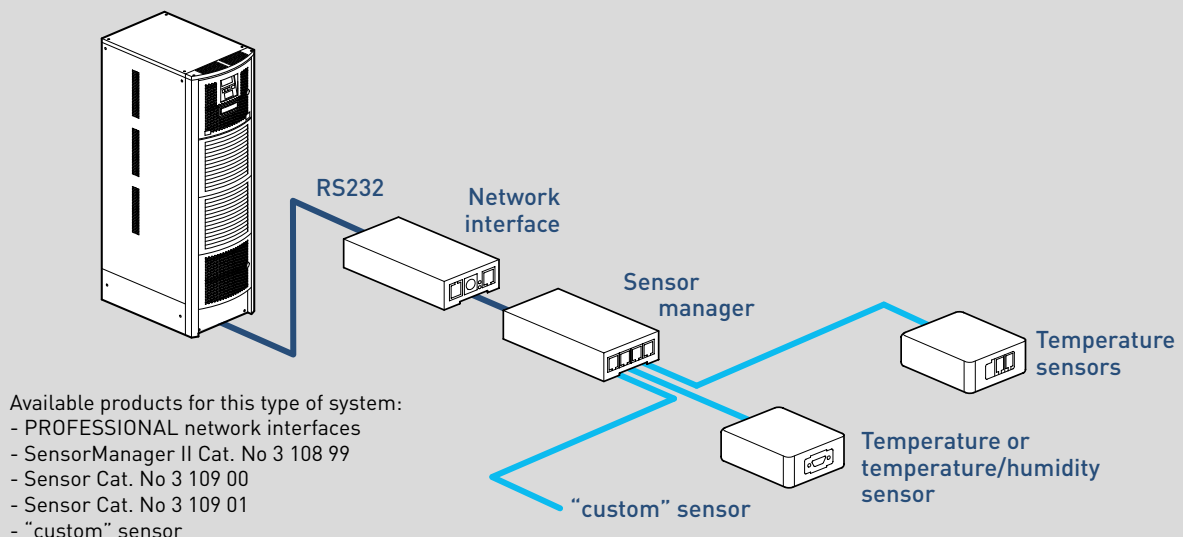 RS232
Network
interface
Sensor
manager
Temperature
sensors
Temperature or
temperature/humidity
sensor
“custom” sensor
Available products for this type of system:
- PROFESSIONAL network interfaces
- SensorManager II Cat. No 3 108 99
- Sensor Cat. No 3 109 00
- Sensor Cat. No 3 109 01
- “custom” sensor